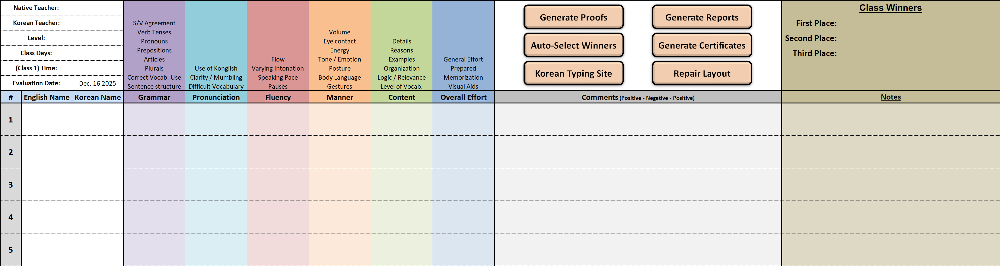 Native Teacher:
Korean Teacher:
Level:
Class Days:
(Class 1) Time:
Evaluation Date: Dec. 16 2025
S/V Agreement
Verb Tenses
Pronouns
Prepositions
Articles
Plurals
Correct Vocab. Use
Sentence structure
Use of Konglish
Clarity / Mumbling
Difficult Vocabulary
Flow
Varying Intonation
Speaking Pace
Pauses
Volume
Eye contact
Energy
Tone / Emotion
Posture
Body Language
Gestures
Details
Reasons
Examples
Organization
Logic / Relevance
Level of Vocab.
General Effort
Prepared
Memorization
Visual Aids
Generate Proofs
Generate Reports
Auto-Select Winners
Generate Certificates
Korean Typing Site
Repair Layout
Class Winners
First Place:
Second Place:
Third Place:
# English Name Korean Name Grammar Pronunciation Fluency Manner Content Overall Effort Comments (Positive - Negative - Positive) Notes
1
2
3
4
5